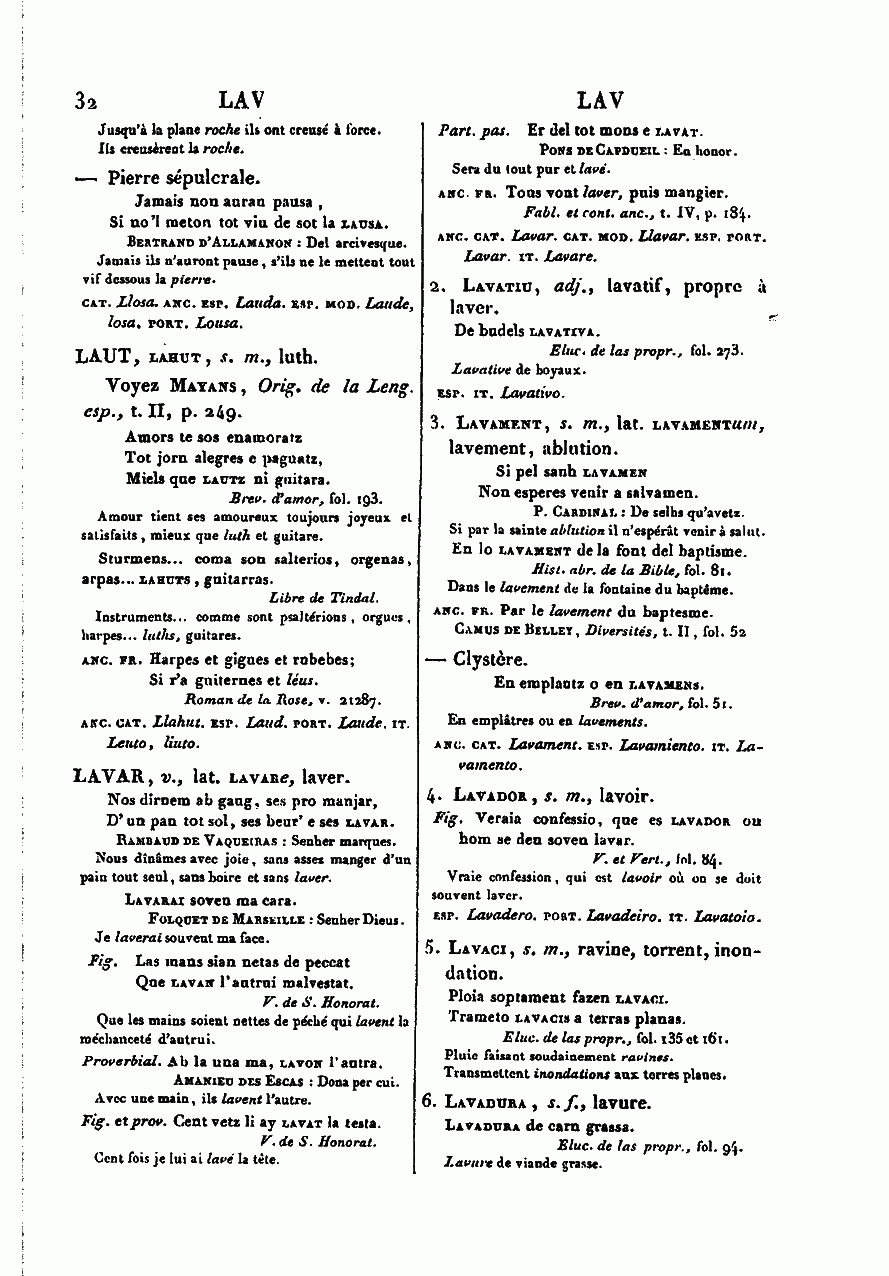 32 LAV LAV
Jusqu'à la plane roche ils ont creusé à force.
Ils creusèrent la roche.
— Pierre sépulcrale.
Jamais non auran pausa,
Si no'l meton tot viu de sot la LAUSA.
BERTRAND D'ALLAMANON : Del arcivesque.
Jamais ils n'auront pause, s'ils ne le mettent tout
vif dessous la pierre.
CAT. Llosa. ANC. ESP. Lauda. ESP. MOD. Laude,
losa. PORT. Lousa.
LAUT, LAHUT, s. m., luth.
Voyez MAYANS, Orig. de la Leng.
esp., t. II, p. 249.
Amors te sos enamoratz
Tot jorn alegres e paguatz,
Miels que LAUTZ ni guitara.
Brev. d'amor, fol. 193.
Amour tient ses amoureux toujours joyeux et
satisfaits, mieux que luth et guitare.
Sturmens... coma son salterios, orgenas,
arpas... LAHUTS, guitarras.
Libre de Tindal.
Instruments... comme sont psaltérions, orgues,
harpes... luths, guitares.
ANC. FR. Harpes et gignes et rubebes;
Si r'a guiternes et léus.
Roman de la Rose, v. 21287.
ANC. CAT. Llahut. ESP. Laud. PORT. Laude. IT.
Leuto, liuto.
LAVAR, v., lat. LAVARe, laver.
Nos dirnem ab gaug, ses pro manjar,
D' un pan tot sol, ses beur' e ses LAVAR.
RAMBAUD DE VAQUEIRAS : Senher marques.
Nous dînâmes avec joie, sans assez manger d'un
pain tout seul, sans boire et sans laver.
LAVARAI soven ma cara.
FOLQUET DE MARSEILLE : Senher Dieus.
Je laverai souvent ma face.
Fig. Las mans sian netas de peccat
Que LAVAN l'autrui malvestat.
V. de S. Honorat.
Que les mains soient nettes de péché qui lavent la
méchanceté d'autrui.
Proverbial. Ab la una ma, LAVON l'autra.
AMANIEU DES ESCAS : Dona per cui.
Avec une main, ils lavent l'autre.
Fig. et prov. Cent vetz li ay LAVAT la testa.
V. de S. Honorat.
Cent fois je lui ai lavé la tête.
Part. pas. Er del tot mons e LAVAT.
PONS DE CAPDUEIL : En honor.
Sera du tout pur et lavé.
ANC. FR. Tous vont laver, puis mangier.
Fabl. et cont. anc., t. IV, p. 184.
ANC. CAT. Lavar. CAT. MOD. Llavar. ESP. PORT.
Lavar. IT. Lavare.
2. LAVATIU, adj., lavatif, propre à
laver.
De budels LAVATIVA.
Eluc. de las propr., fol. 273.
Lavative de boyaux.
ESP. IT. Lavativo.
3. LAVAMENT, s. m., lat. LAVAMENTum,
lavement, ablution.
Si pel sanh LAVAMEN
Non esperes venir a salvamen.
P. CARDINAL : De selhs qu'avetz.
Si par la sainte ablution il n'espérât venir à salut.
En lo LAVAMENT de la font del baptisme.
Hist. abr. de la Bible, fol. 81.
Dans le lavement de la fontaine du baptême.
ANC. FR. Par le lavement du baptesme.
CAMUS DE BELLEY, Diversités, t. II, fol. 52
— Clystère.
En emplautz o en LAVAMENS.
Brev. d'amor, fol. 51.
En emplâtres ou en lavements.
ANC. CAT. Lavament. ESP. Lavamiento. IT. La-
vamento.
4. LAVADOR, s. m., lavoir.
Fig. Veraia confessio, que es LAVADOR ou
hom se deu soven lavar.
V. et Vert., fol. 84.
Vraie confession, qui est lavoir où on se doit
souvent laver.
ESP. Lavadero. PORT. Lavadeiro. IT. Lavatoio.
5. LAVACI, s. m., ravine, torrent, inon-
dation.
Ploia soptament fazen LAVACI.
Trameto LAVACIS a terras planas.
Eluc. de las propr., fol. 135 et 161.
Pluie faisant soudainement ravines.
Transmettent inondations aux terres planes.
6. LAVADURA, s. f., lavure.
LAVADURA de carn grassa.
Eluc. de las propr., fol. 94.
Lavure de viande grasse.